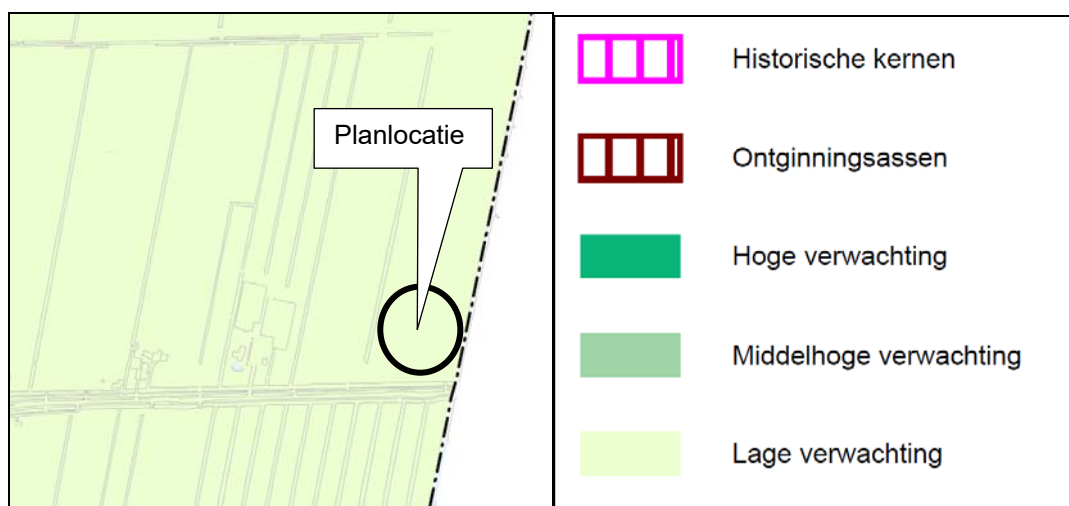 Planlocatie
Historische kernen
Ontginningsassen
Hoge verwachting
Middelhoge verwachting
Lage verwachting